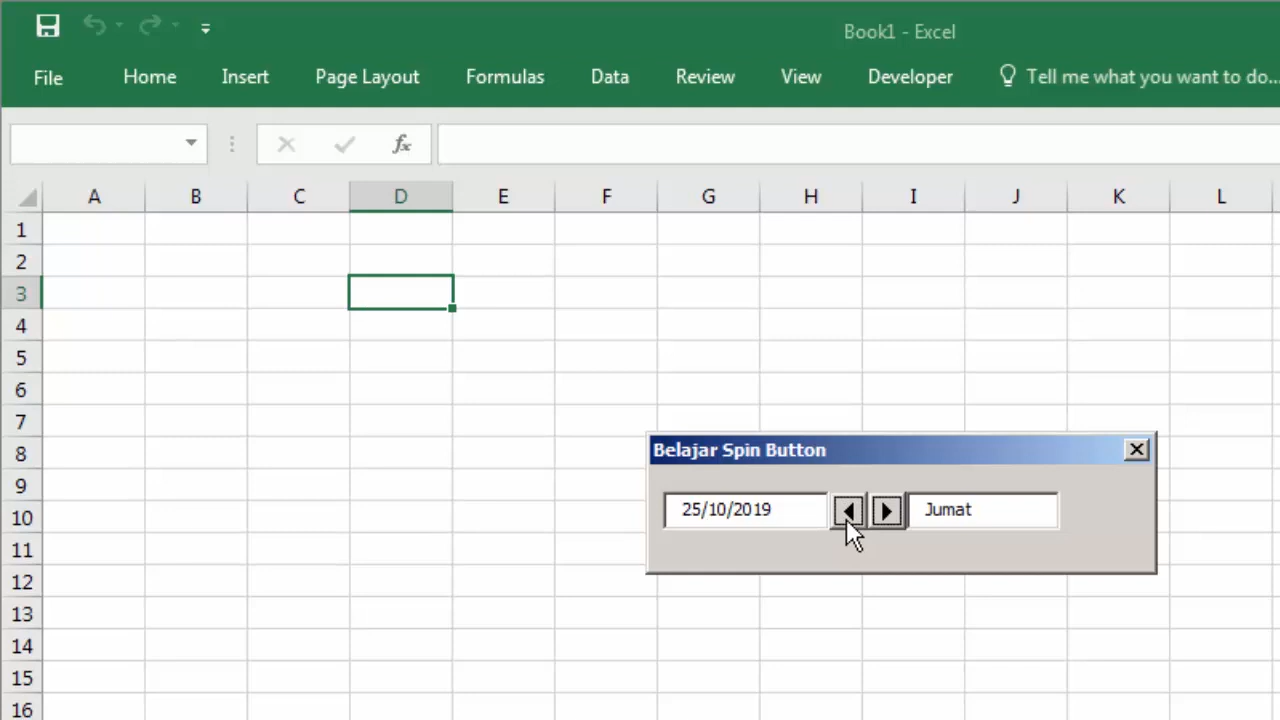 Book1 - Excel
File Home Insert Page Layout Formulas Data Review View Developer Tell me what you want to do...
fx
A B C D E F G H I J K L
1
2
3
4
5
6
7
8
9
10
11
12
13
14
15
16
Belajar Spin Button
25/10/2019 Jumat